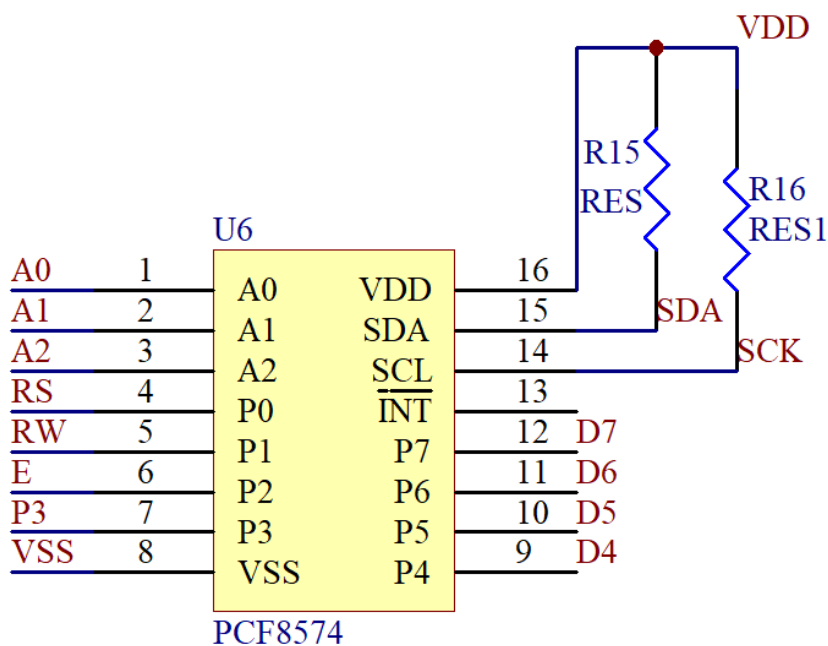 VDD
R15
RES
R16
RES1
U6
A0 1 A0 VDD 16
A1 2 A1 SDA 15 SDA
A2 3 A2 SCL 14 SCK
RS 4 P0 INT 13
RW 5 P1 P7 12 D7
E 6 P2 P6 11 D6
P3 7 P3 P5 10 D5
VSS 8 VSS P4 9 D4
PCF8574